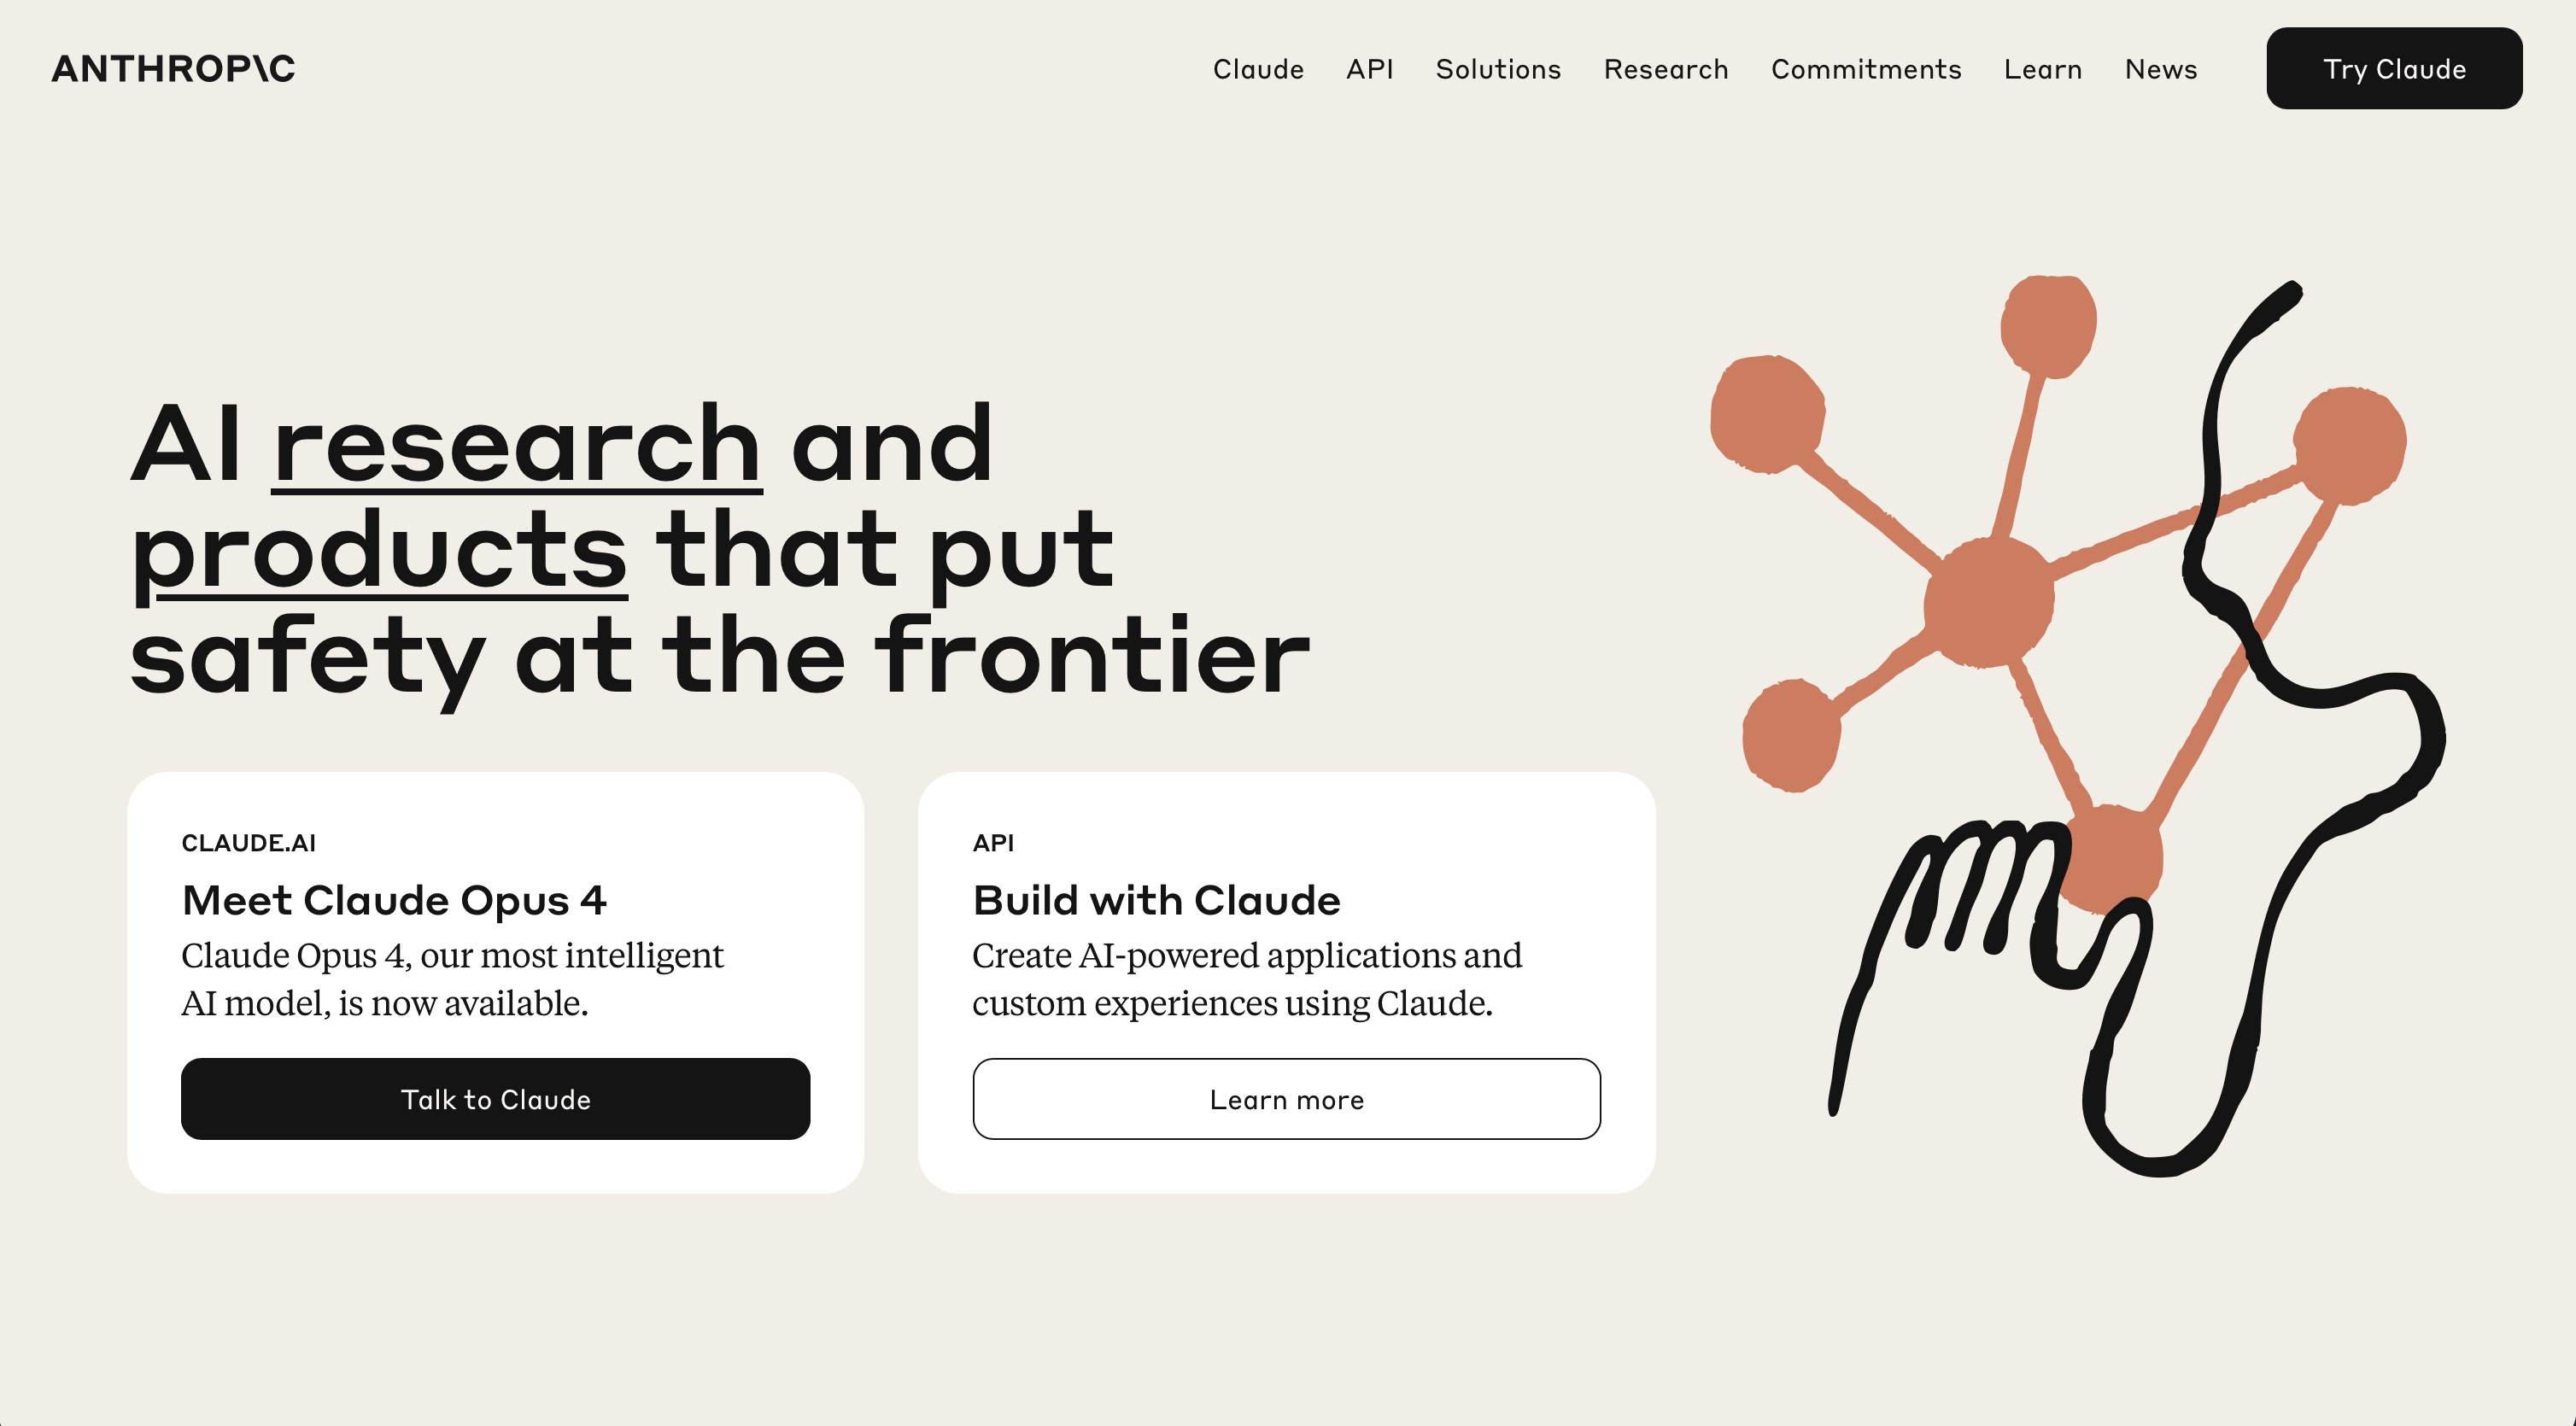 ANTHROP\C
Claude API Solutions Research Commitments Learn News Try Claude
AI research and
products that put
safety at the frontier
CLAUDE.AI
Meet Claude Opus 4
Claude Opus 4, our most intelligent
AI model, is now available.
Talk to Claude
API
Build with Claude
Create AI-powered applications and
custom experiences using Claude.
Learn more